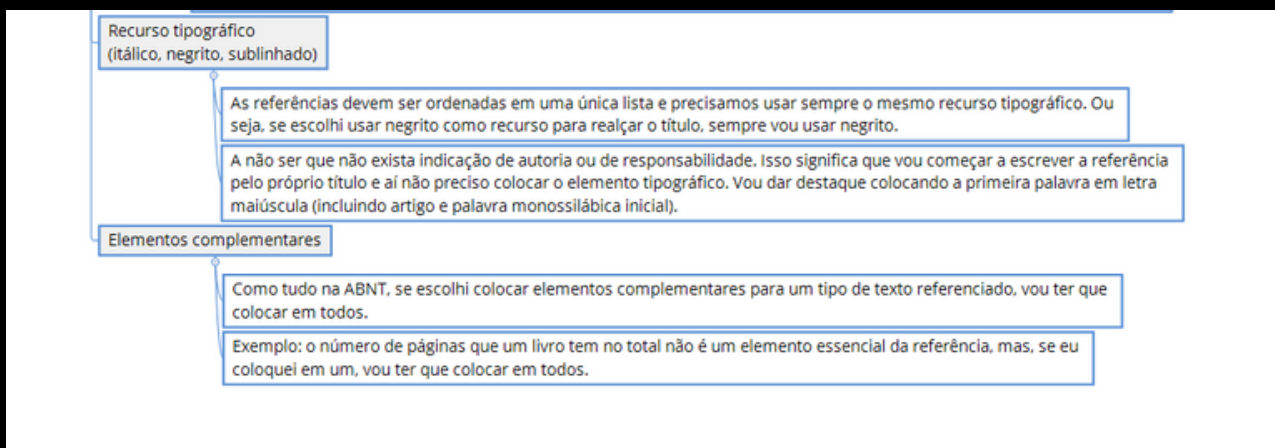 Recurso tipográfico
(itálico, negrito, sublinhado)
As referências devem ser ordenadas em uma única lista e precisamos usar sempre o mesmo recurso tipográfico. Ou
seja, se escolhi usar negrito como recurso para realçar o título, sempre vou usar negrito.
A não ser que não exista indicação de autoria ou de responsabilidade. Isso significa que vou começar a escrever a referência
pelo próprio título e aí não preciso colocar o elemento tipográfico. Vou dar destaque colocando a primeira palavra em letra
maiúscula (incluindo artigo e palavra monossilábica inicial).
Elementos complementares
Como tudo na ABNT, se escolhi colocar elementos complementares para um tipo de texto referenciado, vou ter que
colocar em todos.
Exemplo: o número de páginas que um livro tem no total não é um elemento essencial da referência, mas, se eu
coloquei em um, vou ter que colocar em todos.